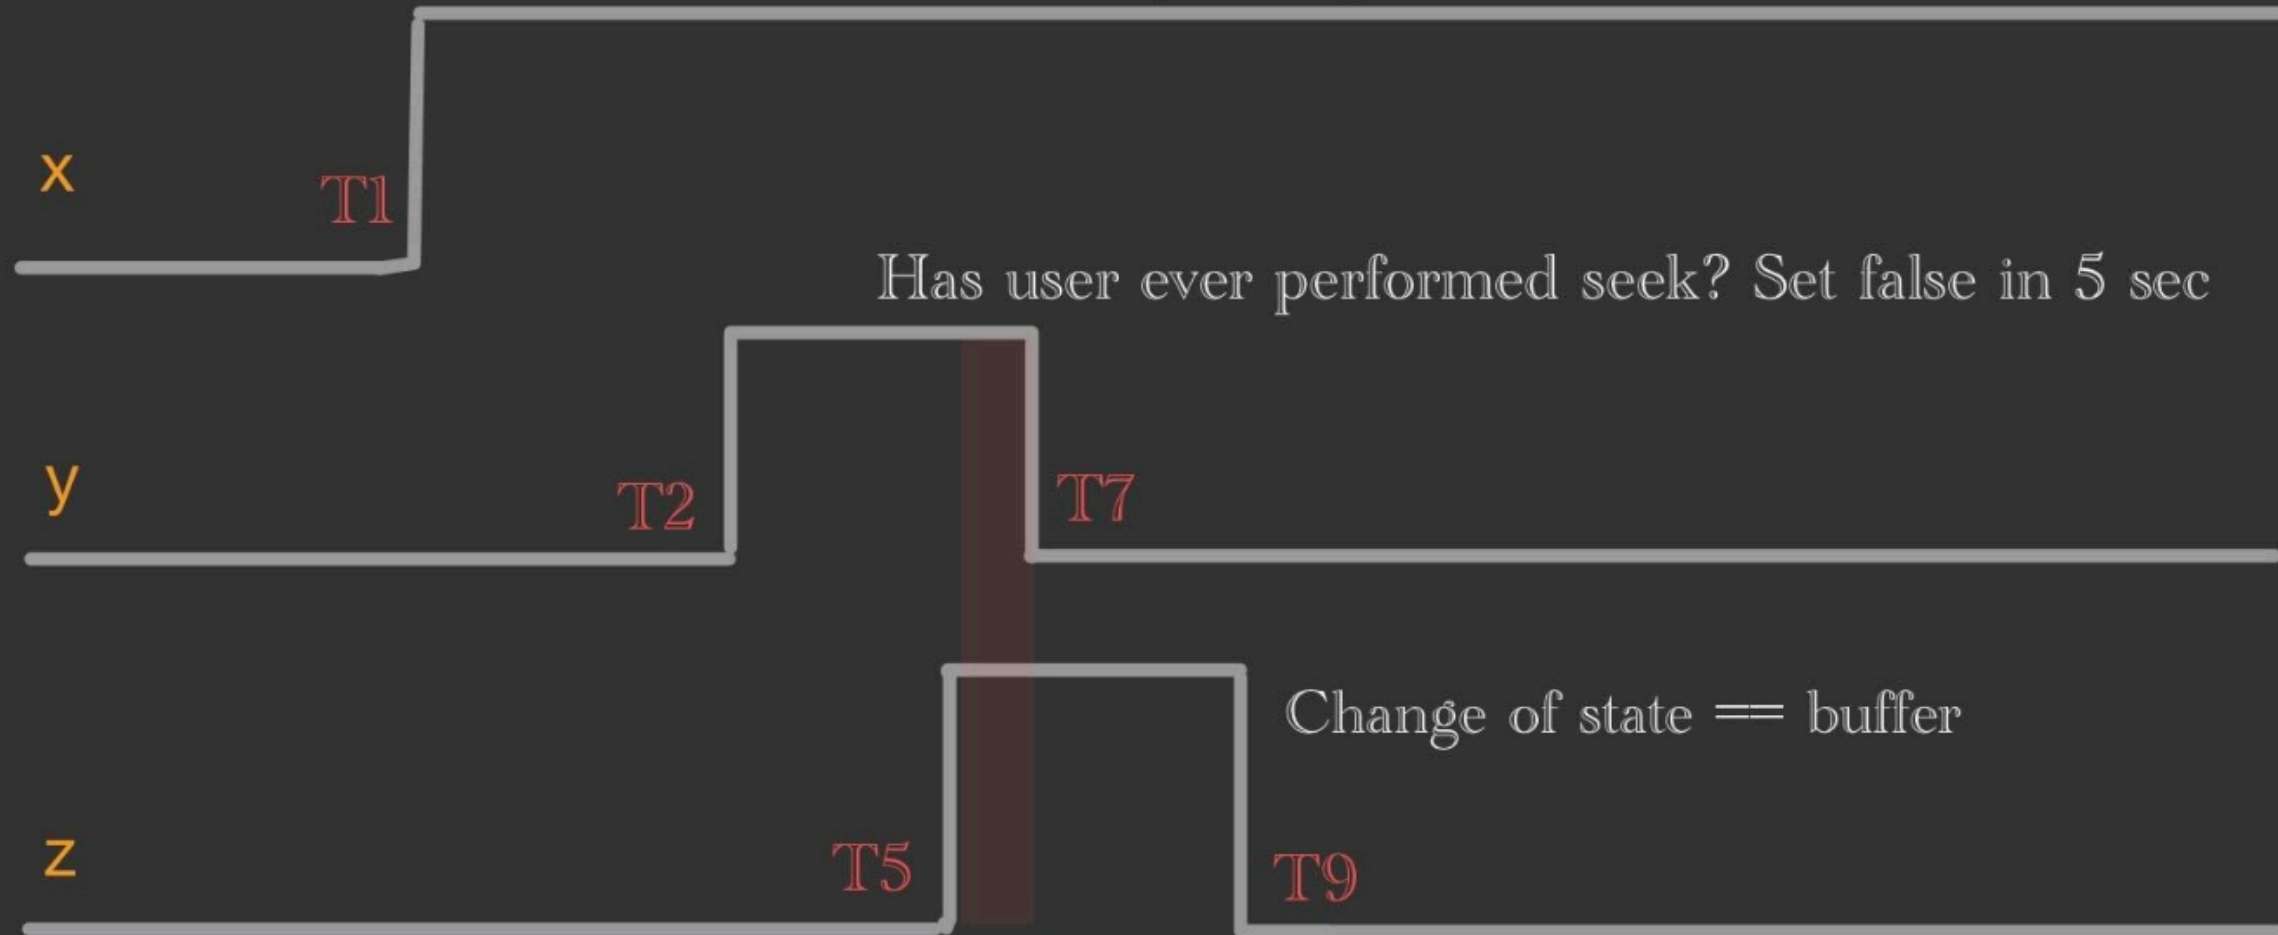 x
T1
Has user ever performed seek? Set false in 5 sec
y
T2
T7
Change of state == buffer
z
T5
T9